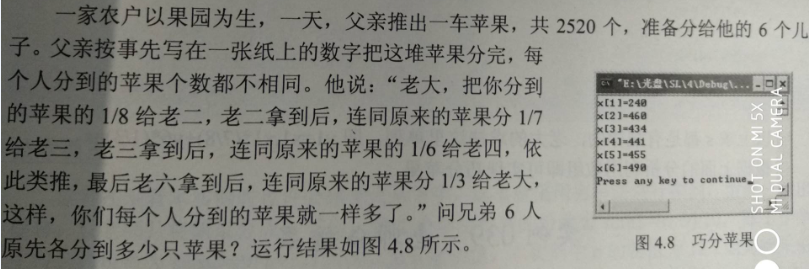 一家农户以果园为生，一天，父亲推出一车苹果，共 2520 个，准备分给他的 6 个儿
子。父亲按事先写在一张纸上的数字把这堆苹果分完，每
个人分到的苹果个数都不相同。他说：“老大，把你分到
的苹果的 1/8 给老二，老二拿到后，连同原来的苹果分 1/7
给老三，老三拿到后，连同原来的苹果的 1/6 给老四，依
此类推，最后老六拿到后，连同原来的苹果分 1/3 给老大，
这样，你们每个人分到的苹果就一样多了。”问兄弟 6 人
原先各分到多少只苹果？运行结果如图 4.8 所示。
"E:\光盘\SL\4\Debug\...
x[1]=240
x[2]=460
x[3]=434
x[4]=441
x[5]=455
x[6]=490
Press any key to continue
图 4.8 巧分苹果
SHOT ON MI 5X
MI DUAL CAMERA